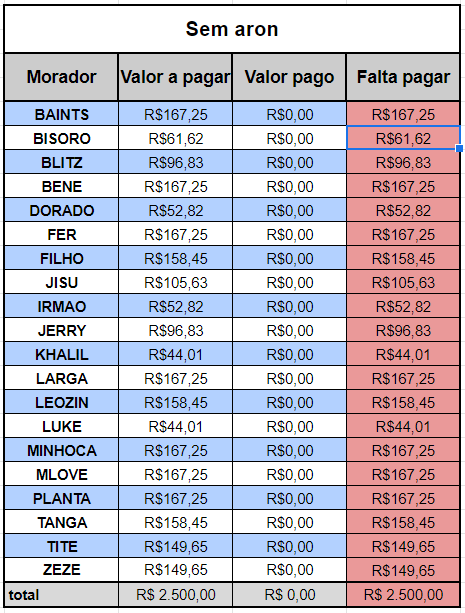 Sem aron
Morador Valor a pagar Valor pago Falta pagar
BAINTS R$167,25 R$0,00 R$167,25
BISORO R$61,62 R$0,00 R$61,62
BLITZ R$96,83 R$0,00 R$96,83
BENE R$167,25 R$0,00 R$167,25
DORADO R$52,82 R$0,00 R$52,82
FER R$167,25 R$0,00 R$167,25
FILHO R$158,45 R$0,00 R$158,45
JISU R$105,63 R$0,00 R$105,63
IRMAO R$52,82 R$0,00 R$52,82
JERRY R$96,83 R$0,00 R$96,83
KHALIL R$44,01 R$0,00 R$44,01
LARGA R$167,25 R$0,00 R$167,25
LEOZIN R$158,45 R$0,00 R$158,45
LUKE R$44,01 R$0,00 R$44,01
MINHOCA R$167,25 R$0,00 R$167,25
MLOVE R$167,25 R$0,00 R$167,25
PLANTA R$167,25 R$0,00 R$167,25
TANGA R$158,45 R$0,00 R$158,45
TITE R$149,65 R$0,00 R$149,65
ZEZE R$149,65 R$0,00 R$149,65
total R$ 2.500,00 R$ 0,00 R$ 2.500,00